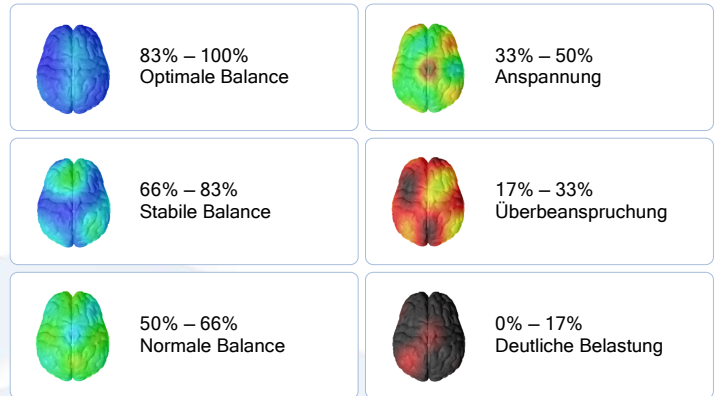 83% – 100%
Optimale Balance
33% – 50%
Anspannung
66% – 83%
Stabile Balance
17% – 33%
Überbeanspruchung
50% – 66%
Normale Balance
0% – 17%
Deutliche Belastung